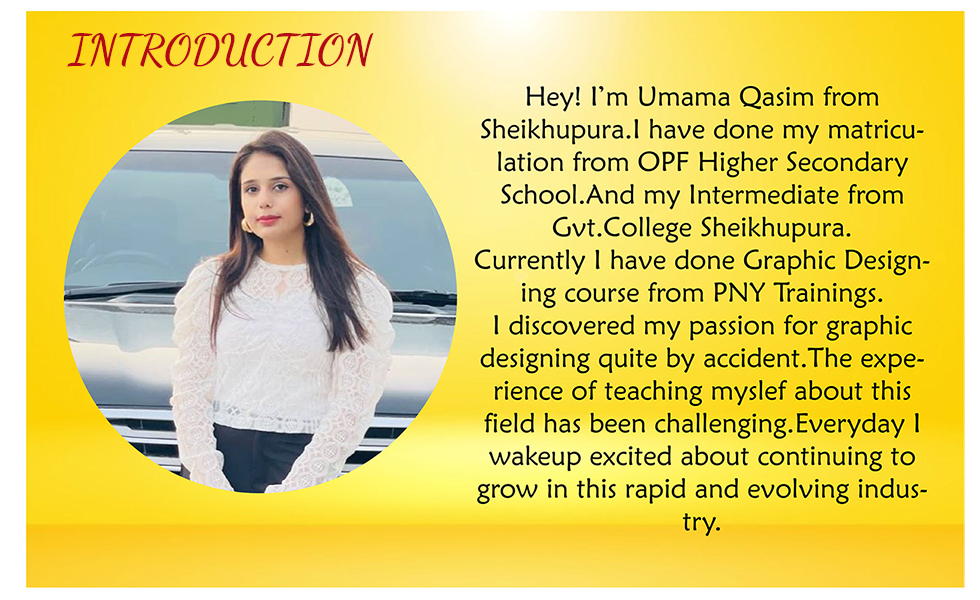 INTRODUCTION
Hey! I'm Umama Qasim from
Sheikhupura.I have done my matricu-
lation from OPF Higher Secondary
School.And my Intermediate from
Gvt.College Sheikhupura.
Currently I have done Graphic Design-
ing course from PNY Trainings.
I discovered my passion for graphic
designing quite by accident.The expe-
rience of teaching myslef about this
field has been challenging.Everyday I
wakeup excited about continuing to
grow in this rapid and evolving indus-
try.